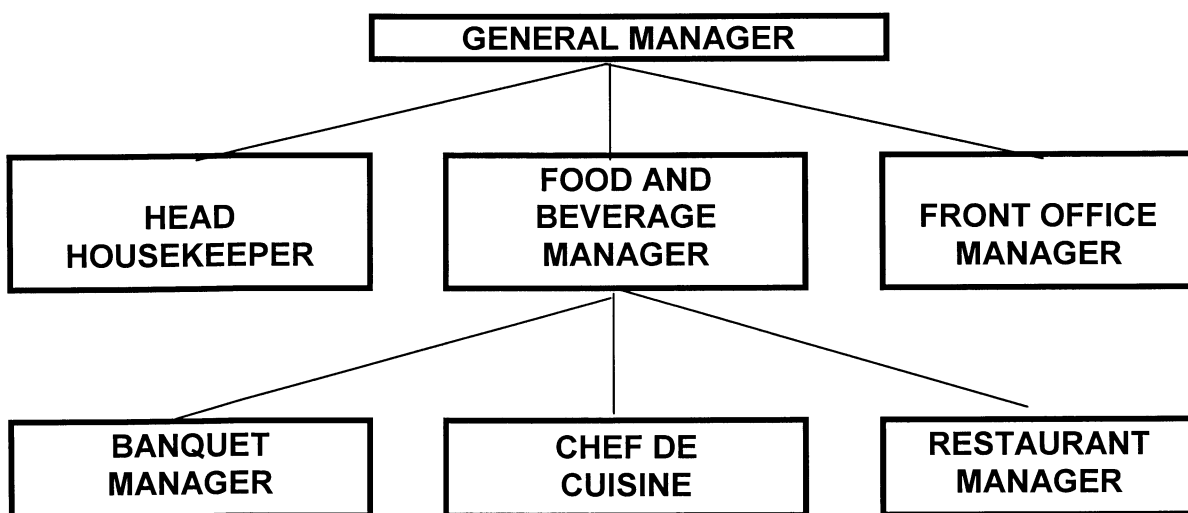 GENERAL MANAGER
HEAD
HOUSEKEEPER
FOOD AND
BEVERAGE
MANAGER
FRONT OFFICE
MANAGER
BANQUET
MANAGER
CHEF DE
CUISINE
RESTAURANT
MANAGER